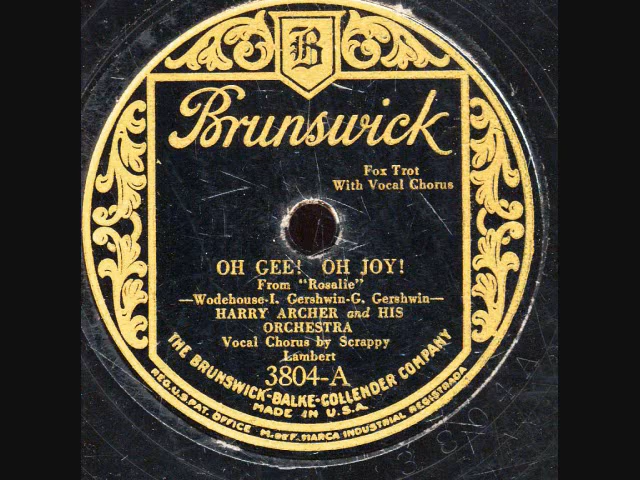 B
Brunswick
Fox Trot
With Vocal Chorus
OH GEE! OH JOY!
From "Rosalie"
—Wodehouse-I. Gershwin-G. Gershwin—
HARRY ARCHER and HIS
ORCHESTRA
Vocal Chorus by Scrappy
Lambert
3804-A
THE BRUNSWICK-BALKE-COLLENDER COMPANY
MADE IN U.S.A.
REG. U.S. PAT. OFFICE - M. DE F. MARCA INDUSTRIAL REGISTRADA